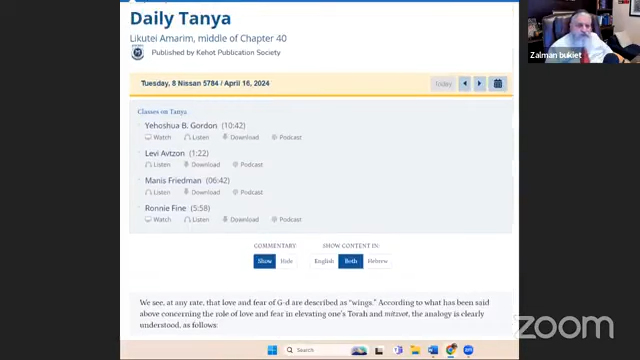 Daily Tanya
Likutei Amarim, middle of Chapter 40
Published by Kehot Publication Society
Tuesday, 8 Nissan 5784 / April 16, 2024
Today
Classes on Tanya
Yehoshua B. Gordon (10:42)
Watch Listen Download Podcast
Levi Avtzon (1:22)
Listen Download Podcast
Manis Friedman (06:42)
Listen Download Podcast
Ronnie Fine (5:58)
Watch Listen Download Podcast
COMMENTARY: SHOW CONTENT IN:
Show Hide English Both Hebrew
We see, at any rate, that love and fear of G-d are described as “wings.” According to what has been said
above concerning the role of love and fear in elevating one's Torah and mitzvot, the analogy is clearly
understood, as follows:
Search
Zalman bukiet
zoom